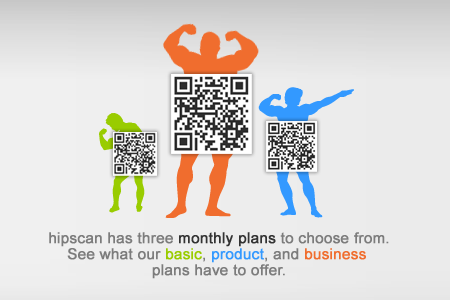 hipscan has three monthly plans to choose from.
See what our basic, product, and business
plans have to offer.